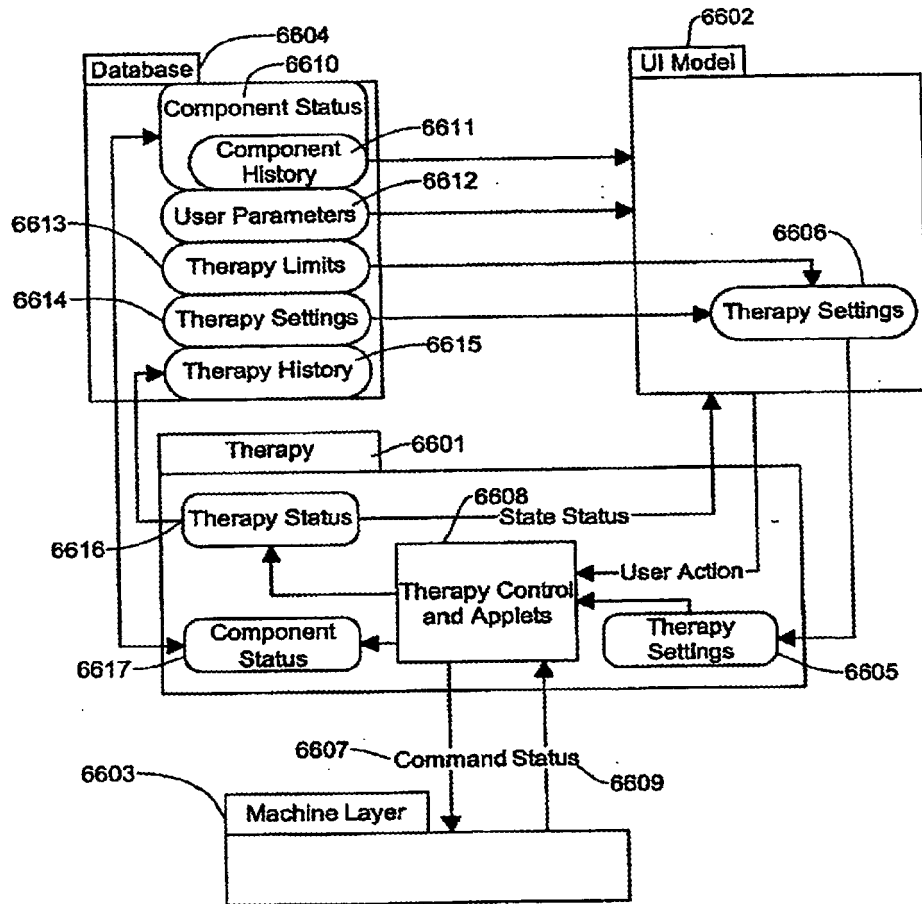 6602
6604
Database
6610
UI Model
Component Status
Component
History
6611
6612
User Parameters
6613
6606
Therapy Limits
6614
Therapy Settings
Therapy Settings
6615
Therapy History
Therapy
6601
6608
Therapy Status
State Status
6616
Therapy Control
and Applets
User Action
Component
Status
Therapy
Settings
6617
6605
6607
Command Status
6609
6603
Machine Layer